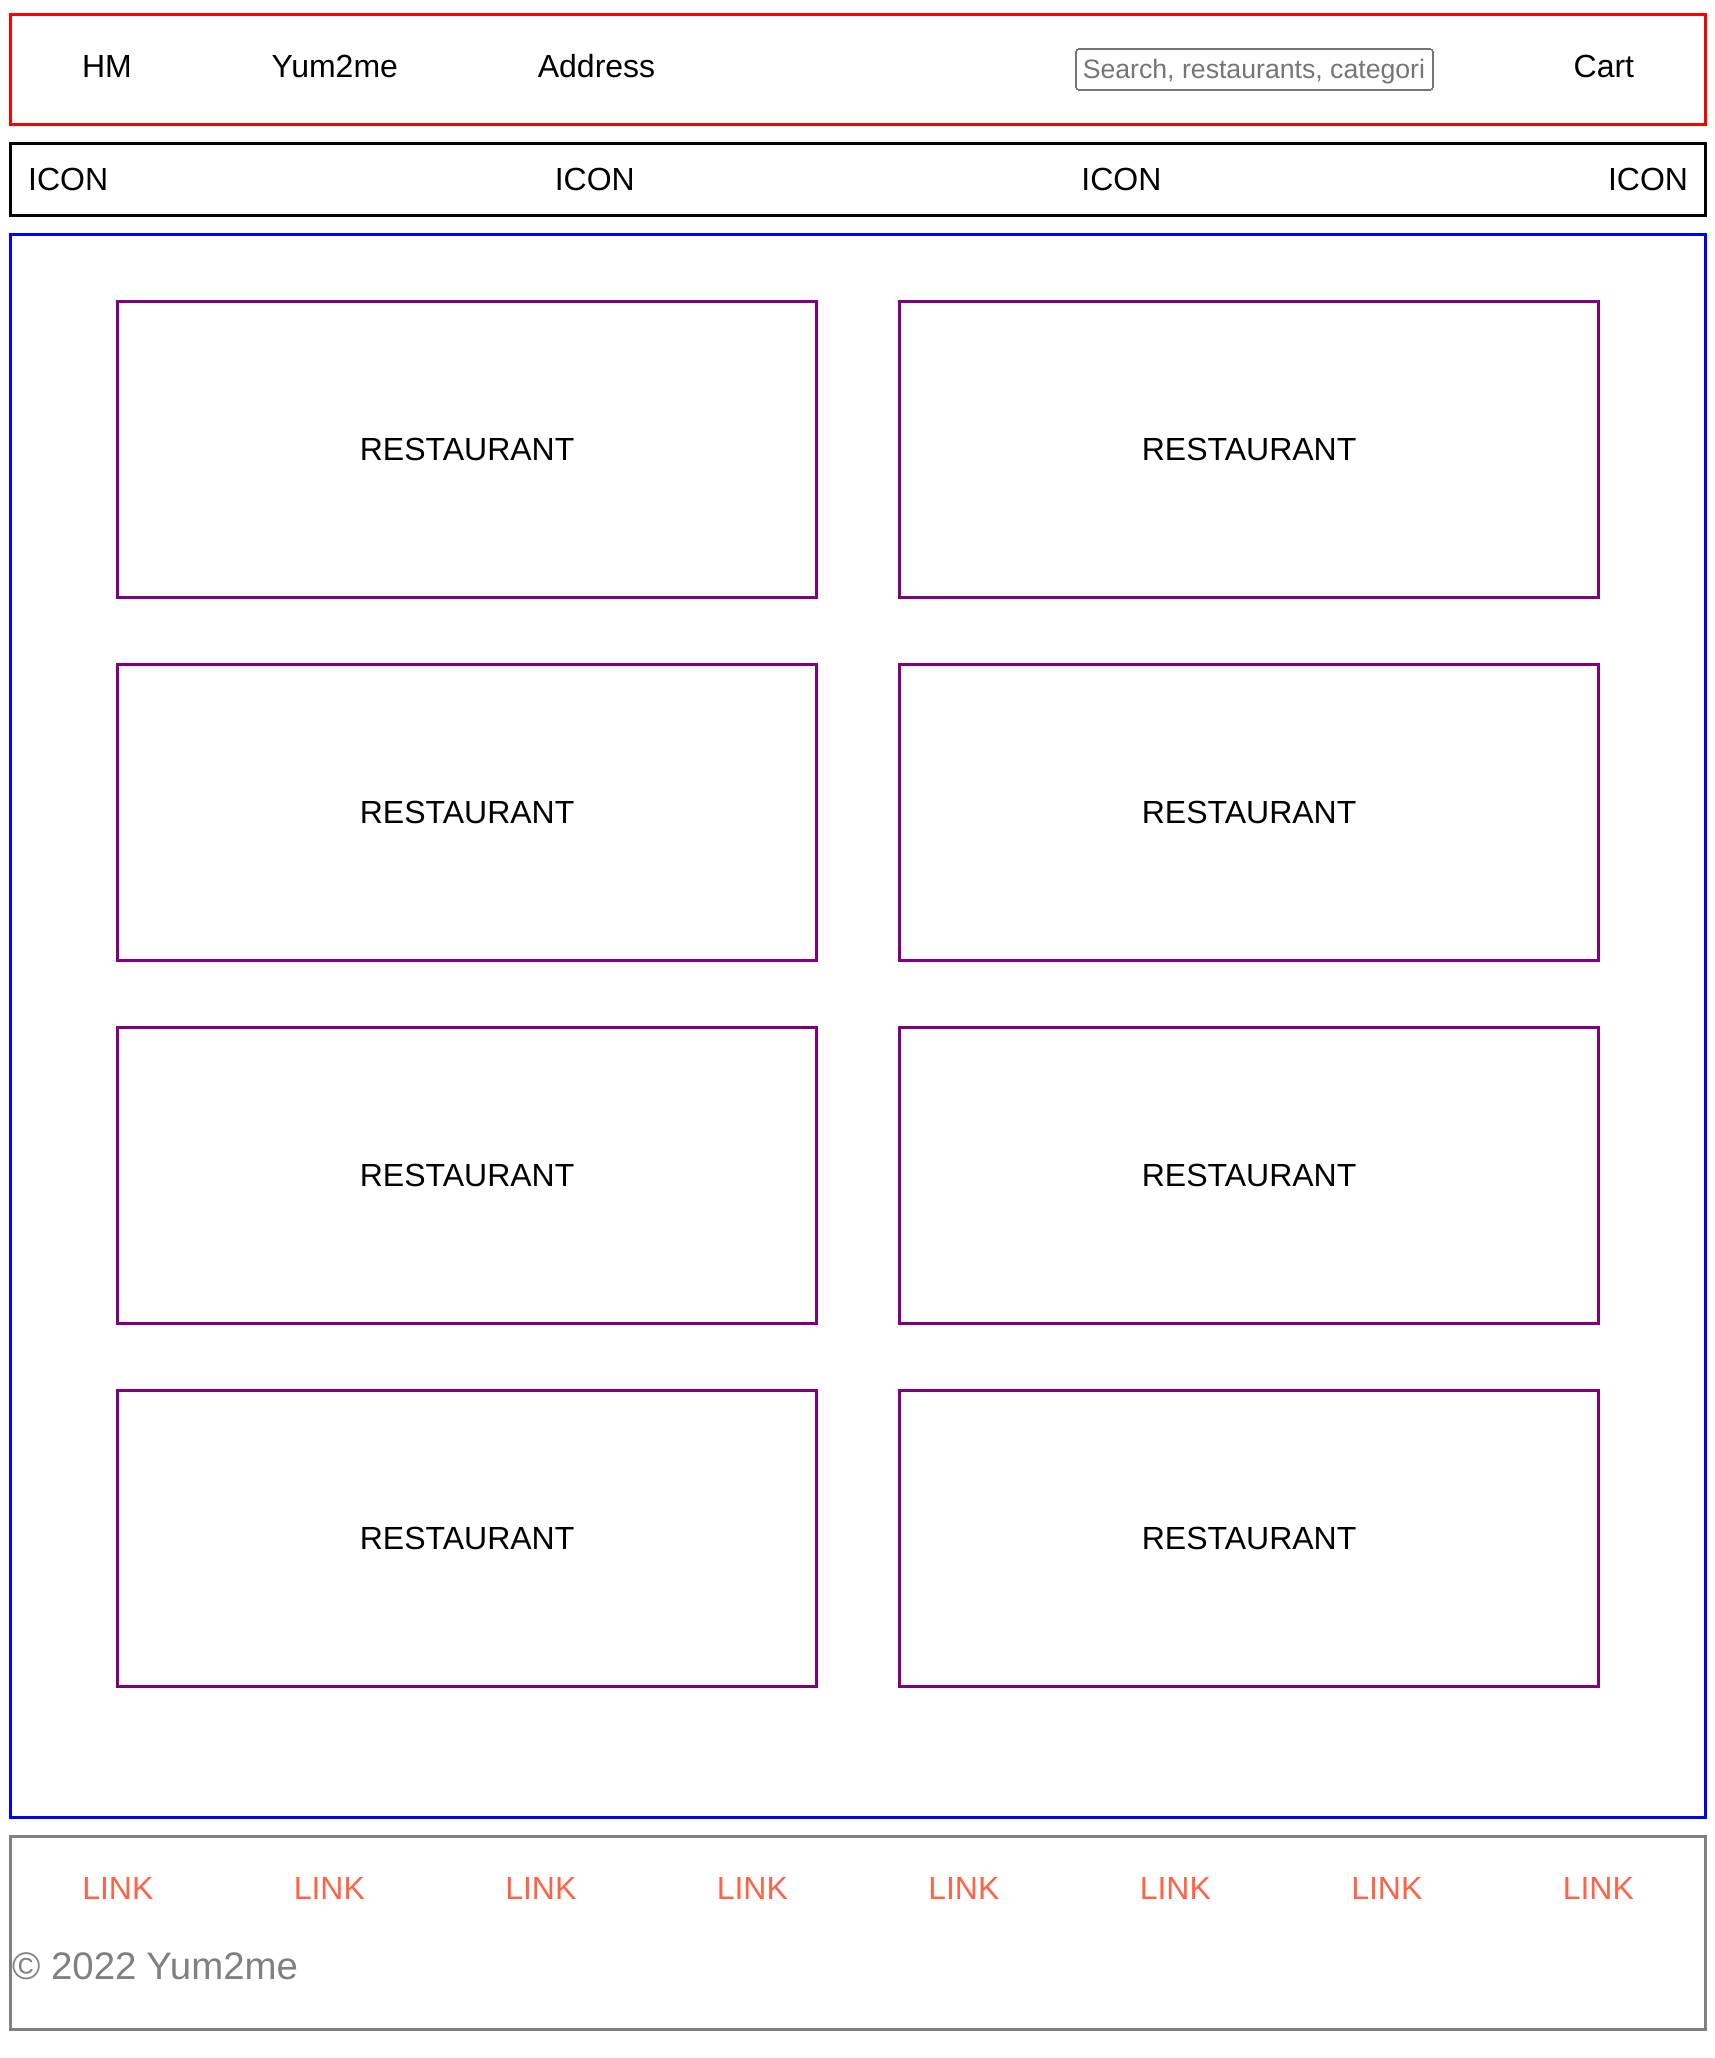 HM Yum2me Address Search, restaurants, categori Cart
ICON ICON ICON ICON
RESTAURANT RESTAURANT
RESTAURANT RESTAURANT
RESTAURANT RESTAURANT
RESTAURANT RESTAURANT
LINK LINK LINK LINK LINK LINK LINK LINK
© 2022 Yum2me